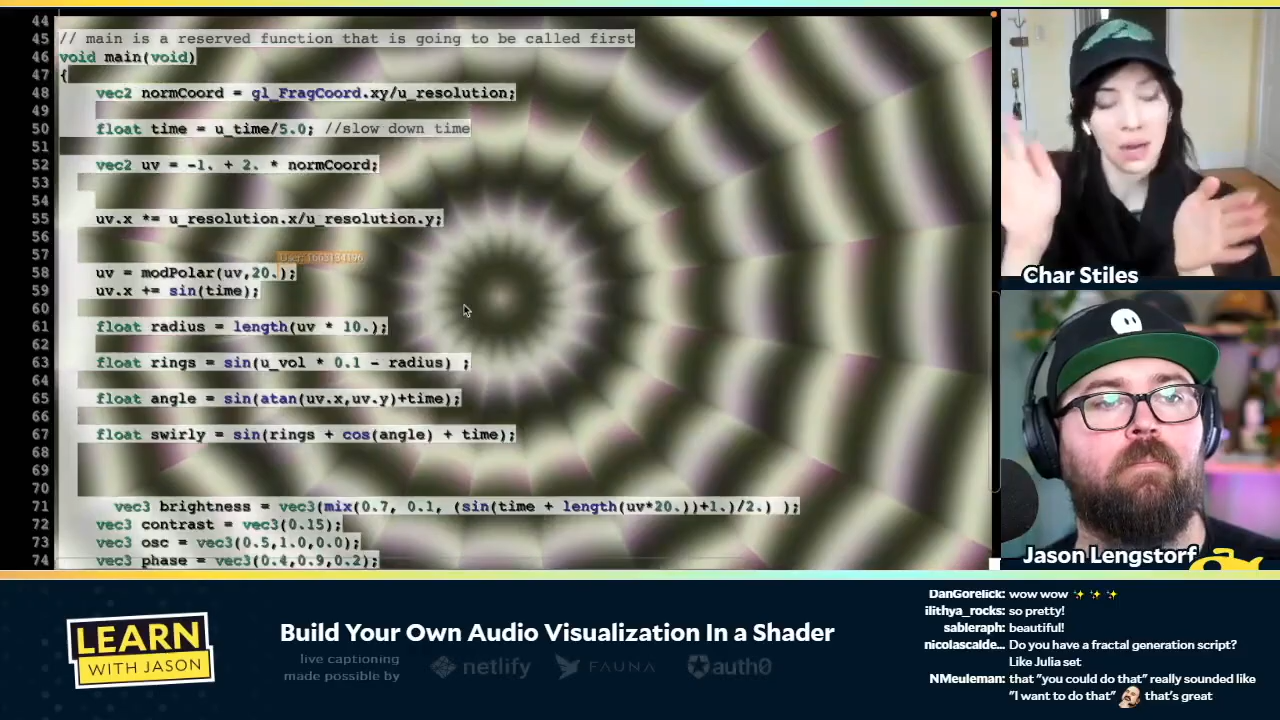 44
45 // main is a reserved function that is going to be called first
46 void main(void)
47 {
48 vec2 normCoord = gl_FragCoord.xy/u_resolution;
49
50 float time = u_time/5.0; //slow down time
51
52 vec2 uv = -1. + 2. * normCoord;
53
54
55 uv.x *= u_resolution.x/u_resolution.y;
56
57
58 uv = modPolar(uv,20.);
59 uv.x += sin(time);
60
61 float radius = length(uv * 10.);
62
63 float rings = sin(u_vol * 0.1 - radius) ;
64
65 float angle = sin(atan(uv.x,uv.y)+time);
66
67 float swirly = sin(rings + cos(angle) + time);
68
69
70
71 vec3 brightness = vec3(mix(0.7, 0.1, (sin(time + length(uv*20.))+1.)/2.) );
72 vec3 contrast = vec3(0.15);
73 vec3 osc = vec3(0.5,1.0,0.0);
74 vec3 phase = vec3(0.4,0.9,0.2);
Char Stiles
Jason Lengstorf
LEARN
WITH JASON
Build Your Own Audio Visualization In a Shader
live captioning
made possible by
netlify
FAUNA
auth0
DanGorelick: wow wow ✨ ✨ ✨
ilithya_rocks: so pretty!
sableraph: beautiful!
nicolascalde... Do you have a fractal generation script?
Like Julia set
NMeuleman: that "you could do that" really sounded like
"I want to do that" that's great